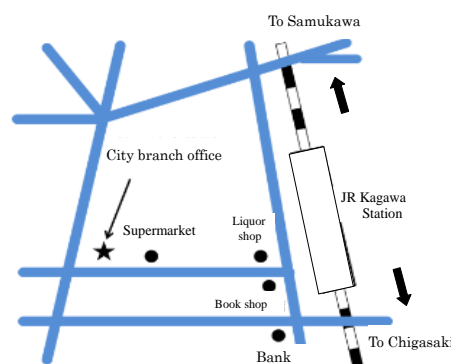 To Samukawa
City branch office
JR Kagawa
Station
Supermarket
Liquor
shop
Book shop
To Chigasaki
Bank